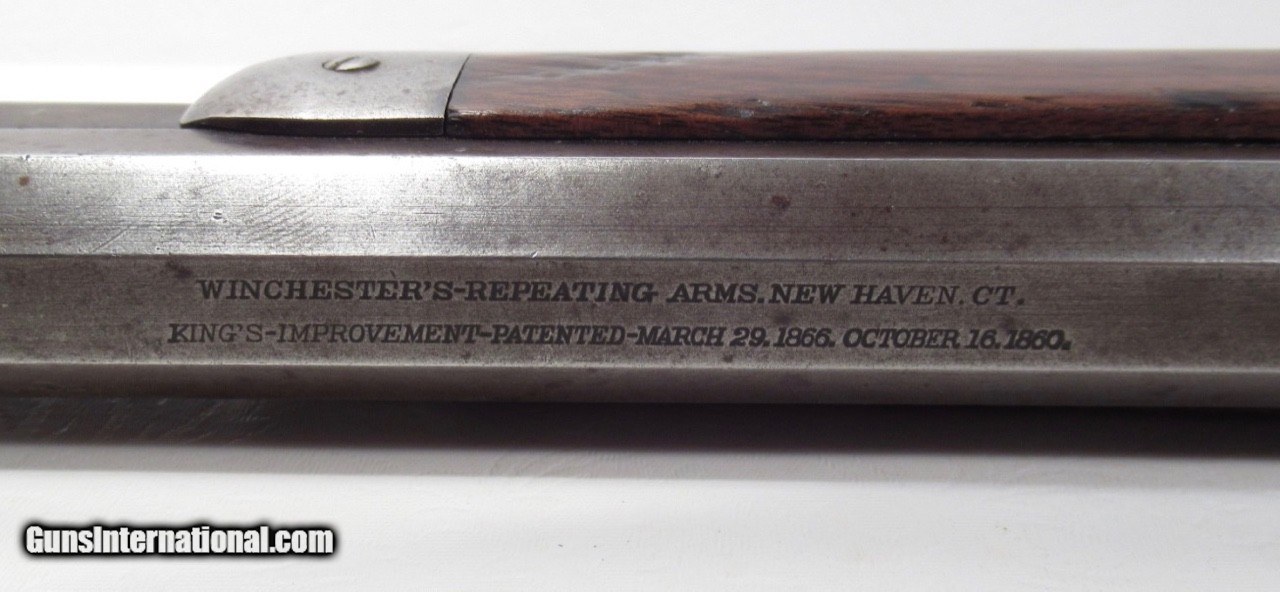 WINCHESTER'S-REPEATING ARMS. NEW HAVEN. CT.
KING'S-IMPROVEMENT-PATENTED-MARCH 29. 1866. OCTOBER 16. 1860.
GunsInternational.com